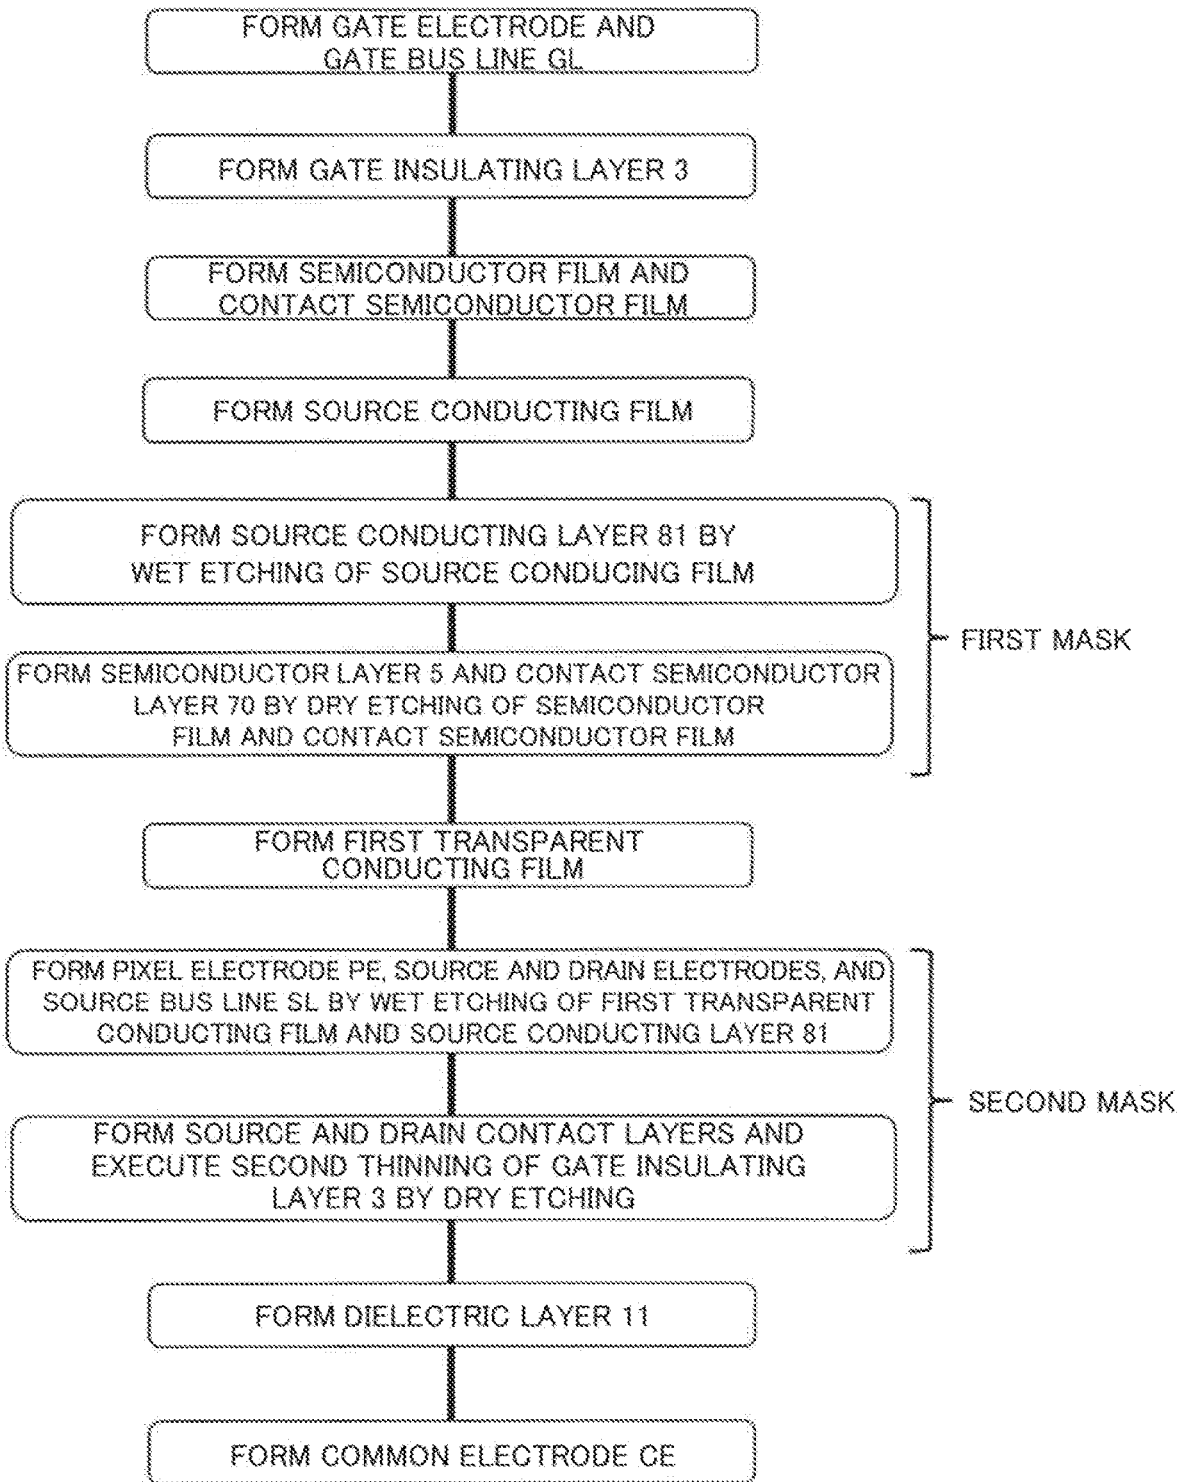 FORM GATE ELECTRODE AND
GATE BUS LINE GL
FORM GATE INSULATING LAYER 3
FORM SEMICONDUCTOR FILM AND
CONTACT SEMICONDUCTOR FILM
FORM SOURCE CONDUCTING FILM
FORM SOURCE CONDUCTING LAYER 81 BY
WET ETCHING OF SOURCE CONDUCING FILM
FORM SEMICONDUCTOR LAYER 5 AND CONTACT SEMICONDUCTOR
LAYER 70 BY DRY ETCHING OF SEMICONDUCTOR
FILM AND CONTACT SEMICONDUCTOR FILM
FIRST MASK
FORM FIRST TRANSPARENT
CONDUCTING FILM
FORM PIXEL ELECTRODE PE, SOURCE AND DRAIN ELECTRODES, AND
SOURCE BUS LINE SL BY WET ETCHING OF FIRST TRANSPARENT
CONDUCTING FILM AND SOURCE CONDUCTING LAYER 81
FORM SOURCE AND DRAIN CONTACT LAYERS AND
EXECUTE SECOND THINNING OF GATE INSULATING
LAYER 3 BY DRY ETCHING
SECOND MASK
FORM DIELECTRIC LAYER 11
FORM COMMON ELECTRODE CE